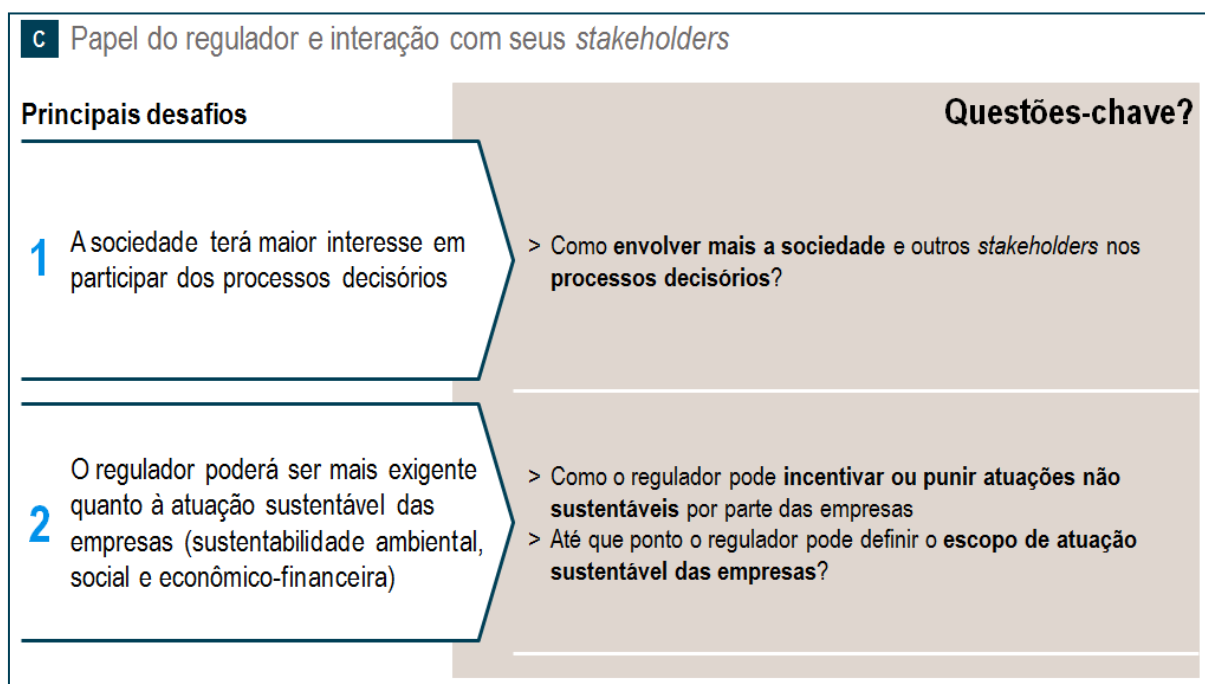 C Papel do regulador e interação com seus stakeholders
Principais desafios
Questões-chave?
1
A sociedade terá maior interesse em
participar dos processos decisórios
> Como envolver mais a sociedade e outros stakeholders nos
processos decisórios?
2
O regulador poderá ser mais exigente
quanto à atuação sustentável das
empresas (sustentabilidade ambiental,
social e econômico-financeira)
> Como o regulador pode incentivar ou punir atuações não
sustentáveis por parte das empresas
> Até que ponto o regulador pode definir o escopo de atuação
sustentável das empresas?